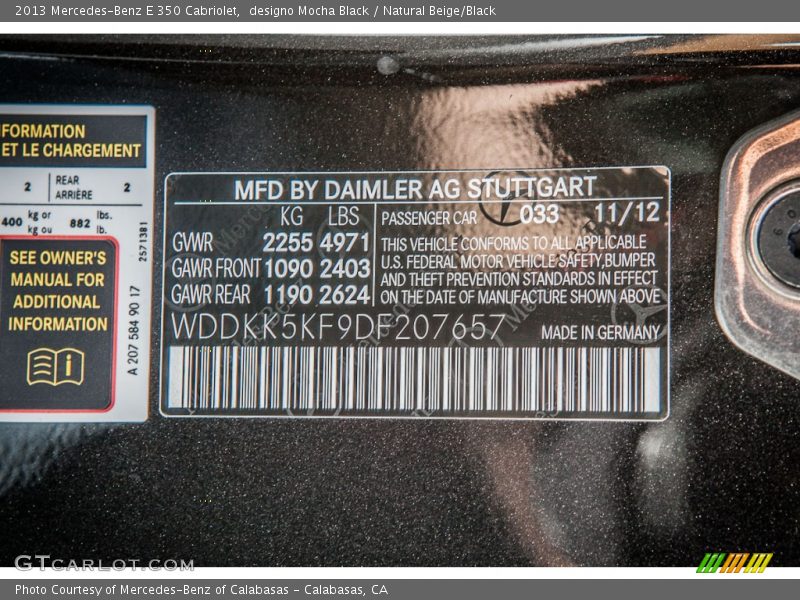 2013 Mercedes-Benz E 350 Cabriolet,  designo Mocha Black / Natural Beige/Black
FORMATION
ET LE CHARGEMENT
2 REAR ARRIÈRE 2
400 kg or kg ou 882 lbs. lb.
SEE OWNER'S
MANUAL FOR
ADDITIONAL
INFORMATION
2571381
A 207 584 90 17
MFD BY DAIMLER AG STUTTGART
KG LBS
GWR 2255 4971
GAWR FRONT 1090 2403
GAWR REAR 1190 2624
PASSENGER CAR 033 11/12
THIS VEHICLE CONFORMS TO ALL APPLICABLE
U.S. FEDERAL MOTOR VEHICLE SAFETY,BUMPER
AND THEFT PREVENTION STANDARDS IN EFFECT
ON THE DATE OF MANUFACTURE SHOWN ABOVE
WDDKK5KF9DF207657 MADE IN GERMANY
GTCARLOT.COM
Photo Courtesy of Mercedes-Benz of Calabasas - Calabasas, CA